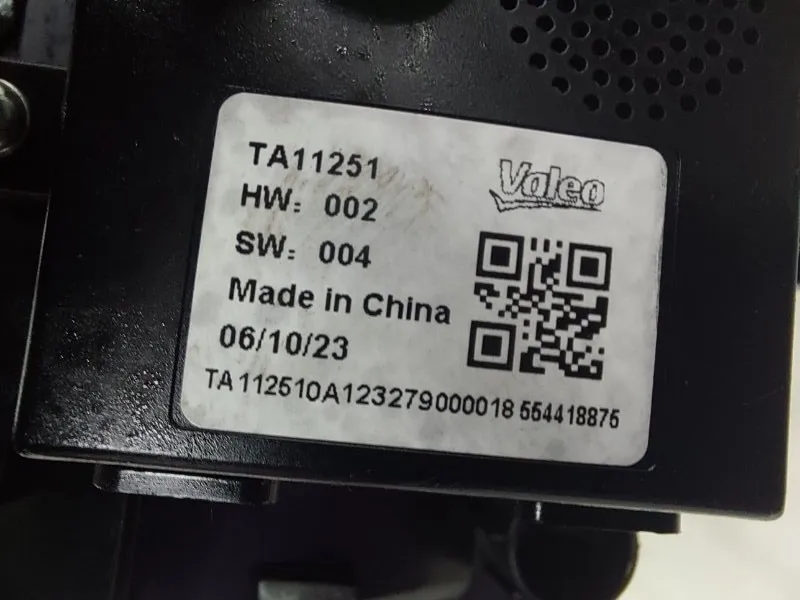 TA11251
Valeo
HW: 002
SW: 004
Made in China
06/10/23
TA112510A123279000018 554418875